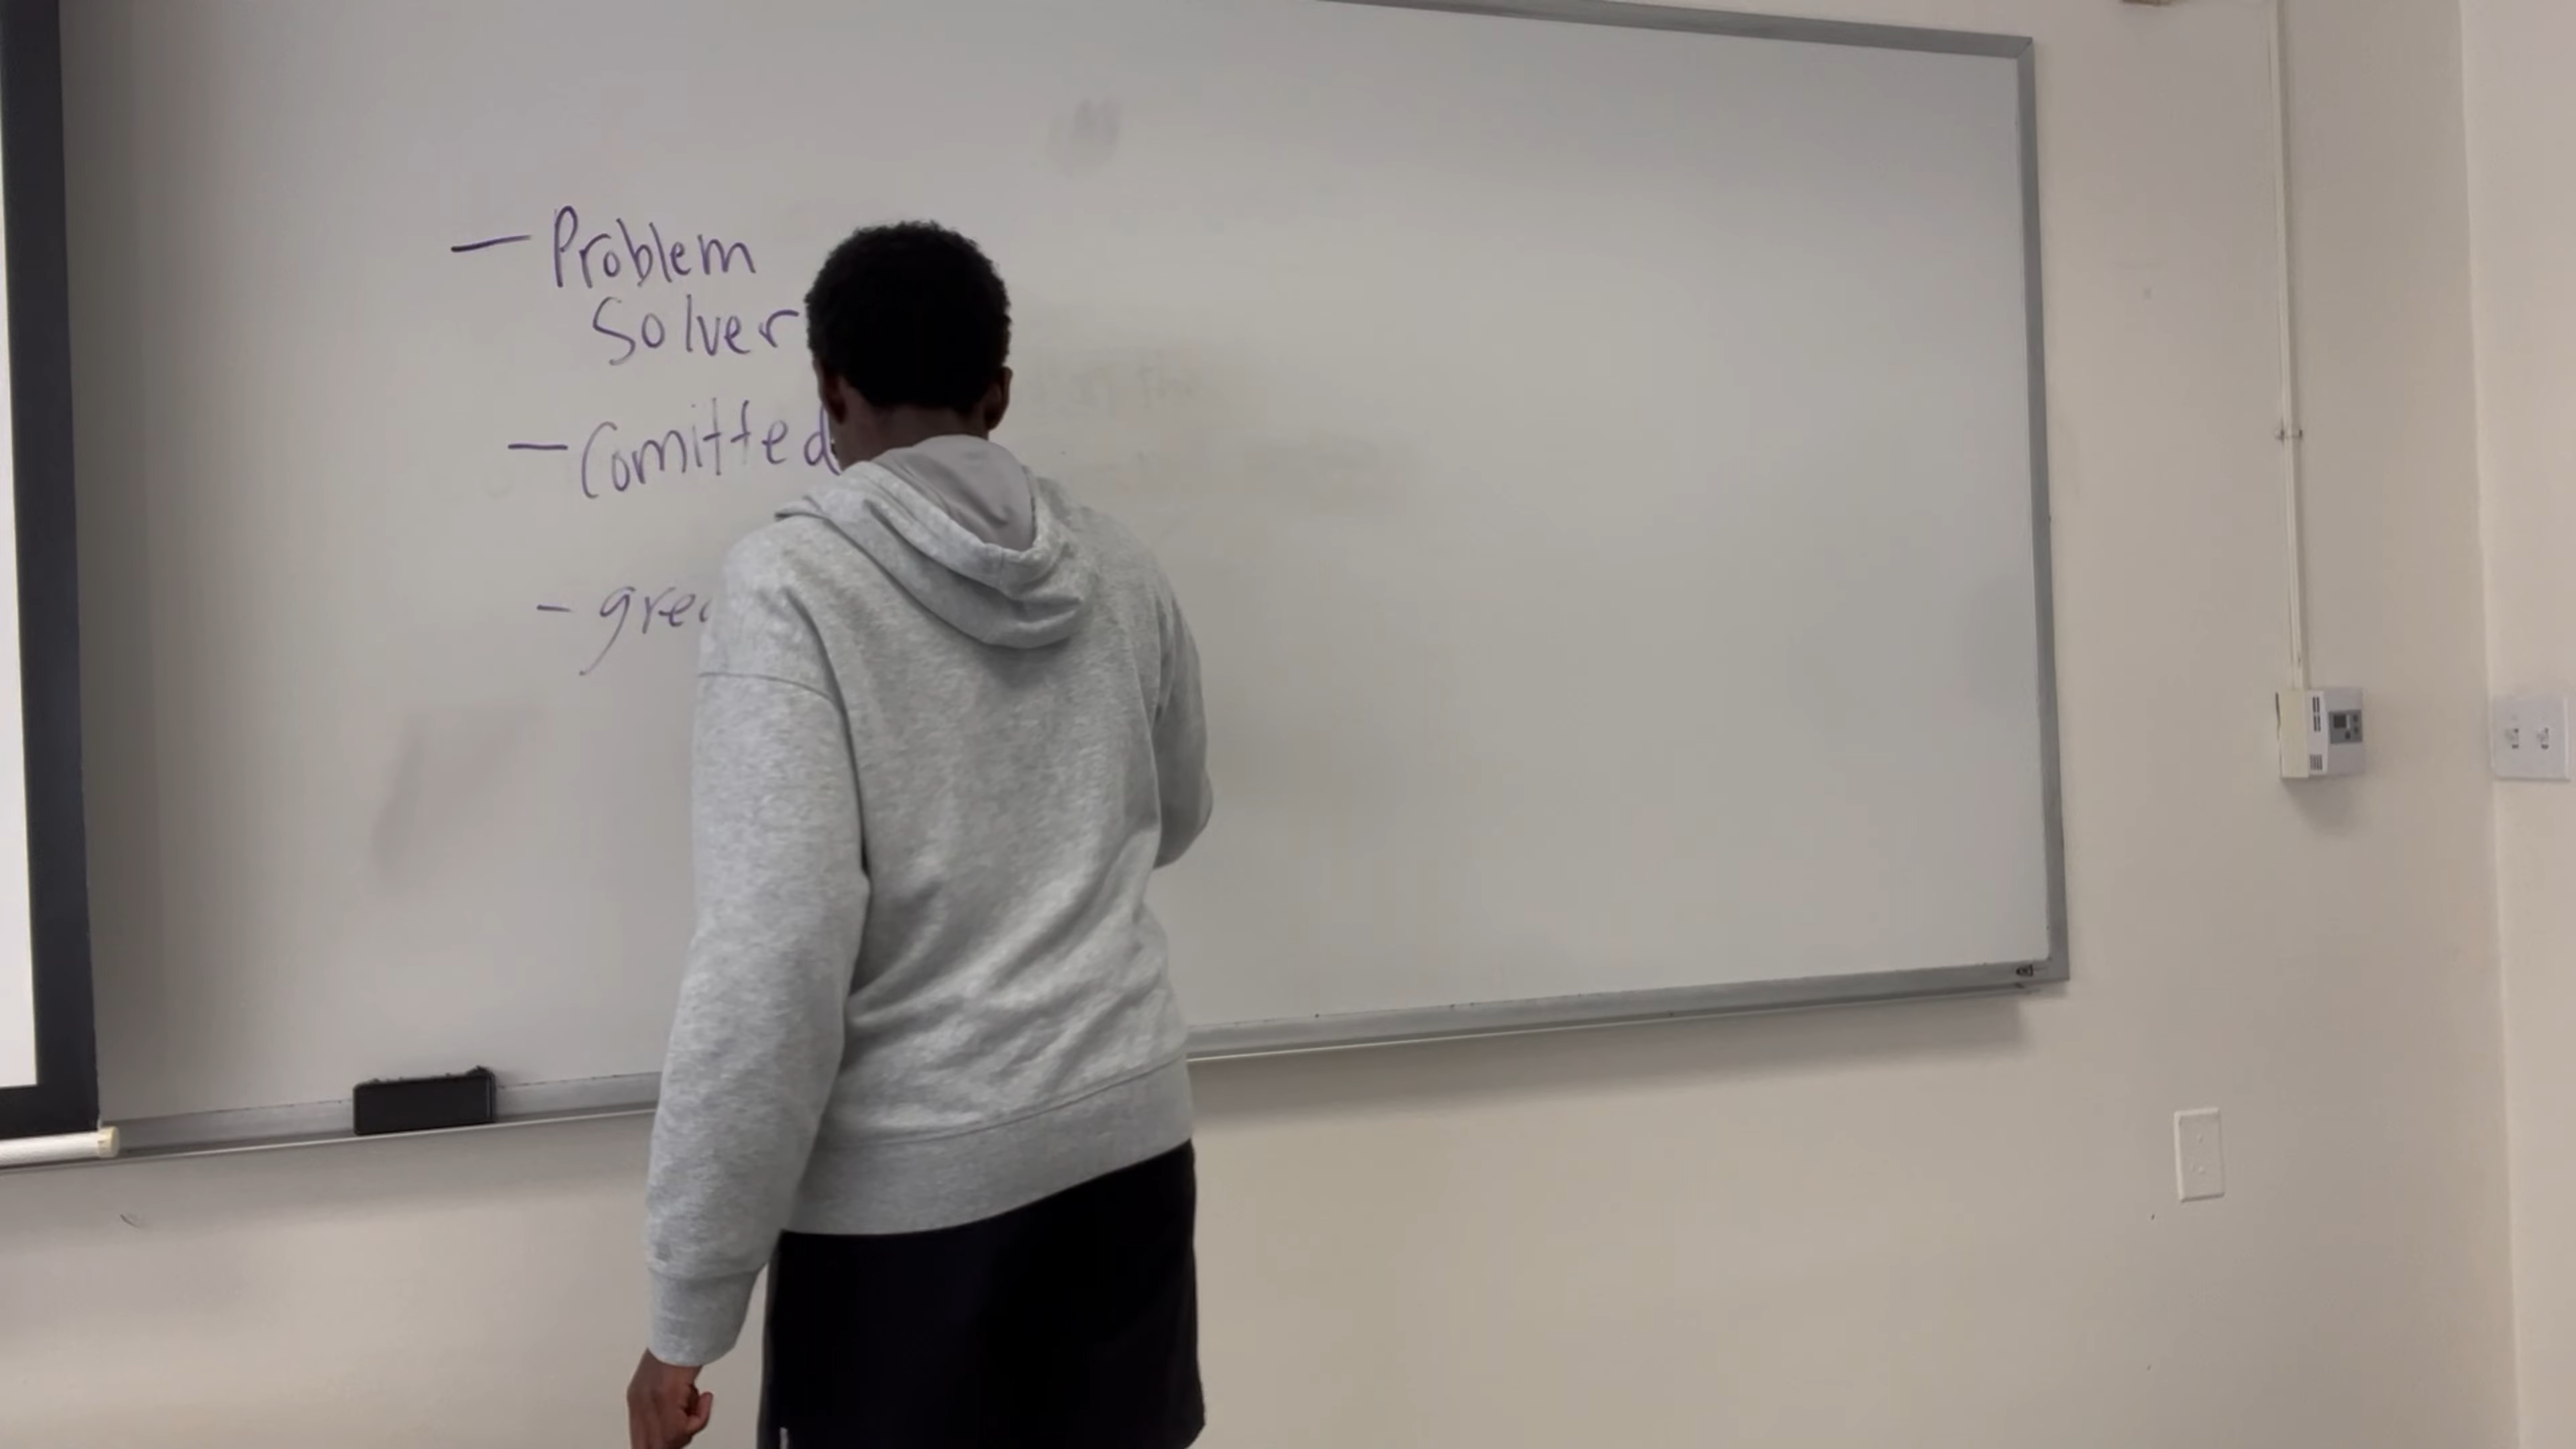 — Problem
Solver
— Comitted